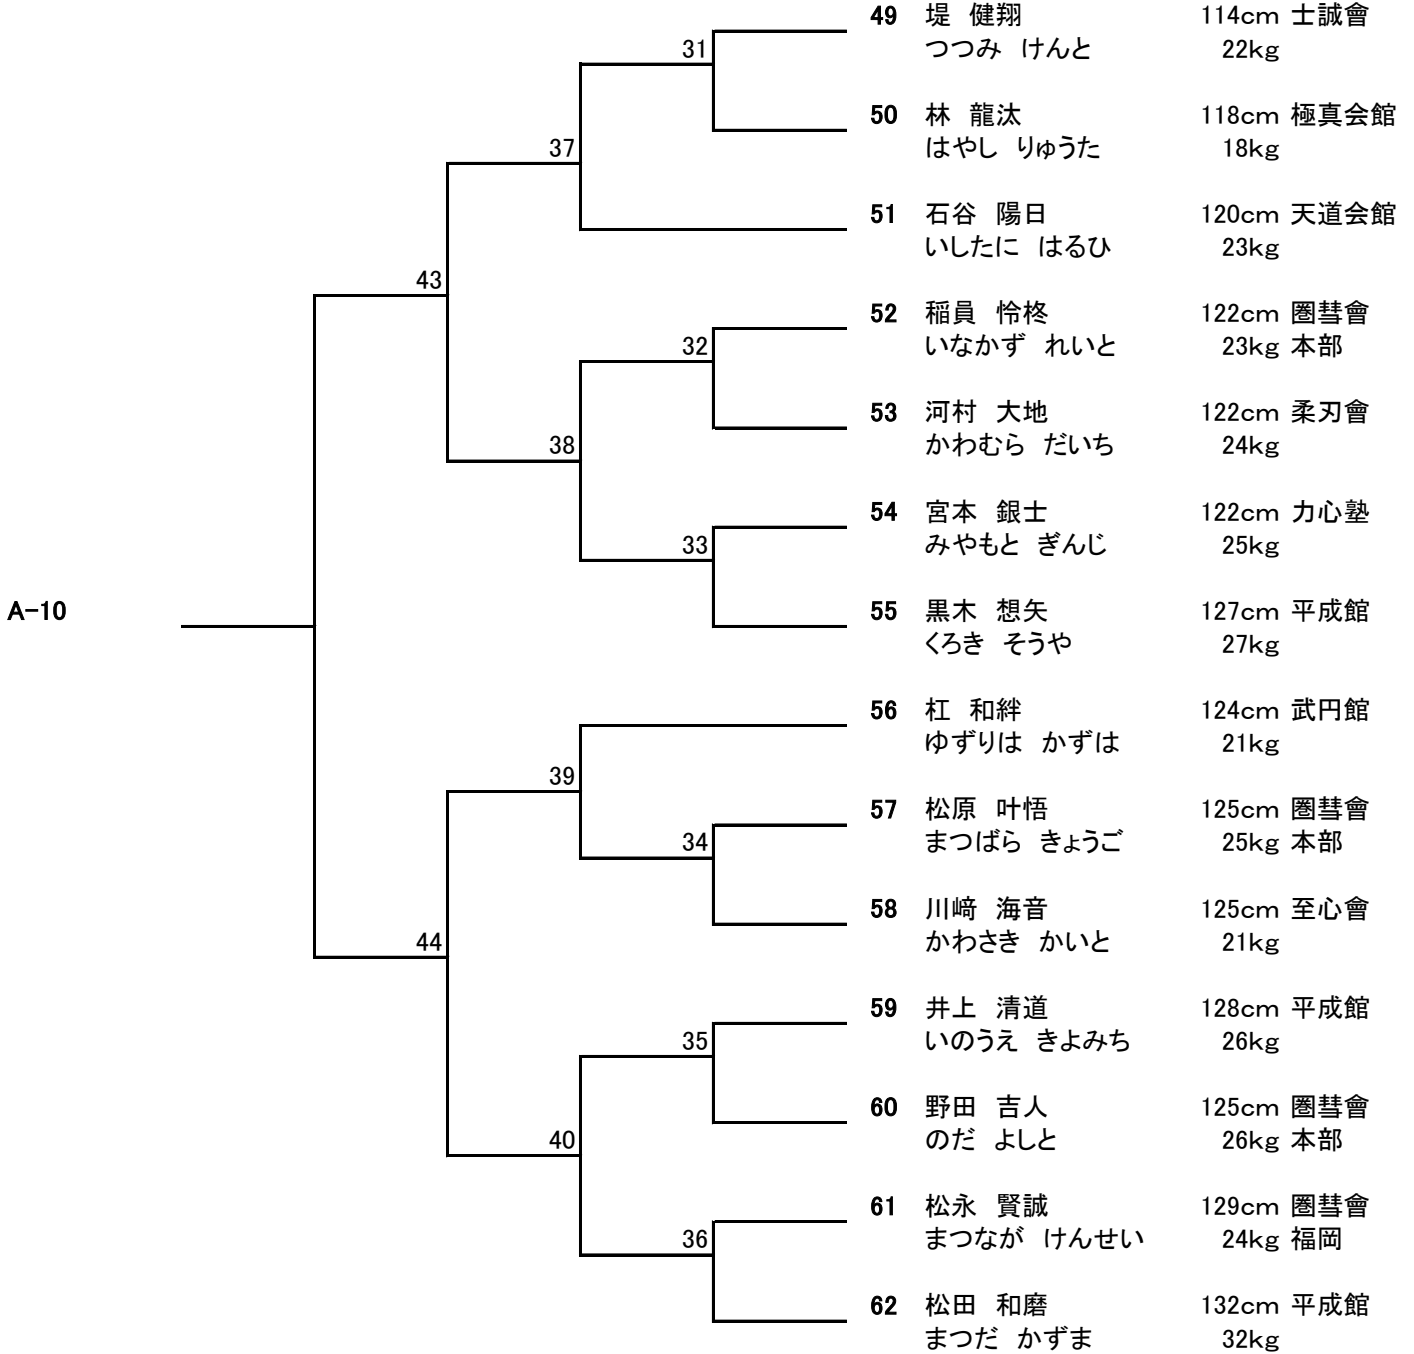 49 堤 健翔 114cm 士誠會
つつみ けんと 22kg
31
50 林 龍汰 118cm 極真会館
はやし りゅうた 18kg
37
51 石谷 陽日 120cm 天道会館
いしたに はるひ 23kg
43
52 稲員 怜柊 122cm 圏彗會
いなかず れいと 23kg 本部
32
53 河村 大地 122cm 柔刃會
かわむら だいち 24kg
38
54 宮本 銀士 122cm 力心塾
みやもと ぎんじ 25kg
33
A-10
55 黒木 想矢 127cm 平成館
くろき そうや 27kg
56 杠 和絆 124cm 武円館
ゆずりは かずは 21kg
39
57 松原 叶悟 125cm 圏彗會
まつばら きょうご 25kg 本部
34
58 川﨑 海音 125cm 至心會
かわさき かいと 21kg
44
59 井上 清道 128cm 平成館
いのうえ きよみち 26kg
35
60 野田 吉人 125cm 圏彗會
のだ よしと 26kg 本部
40
61 松永 賢誠 129cm 圏彗會
まつなが けんせい 24kg 福岡
36
62 松田 和磨 132cm 平成館
まつだ かずま 32kg